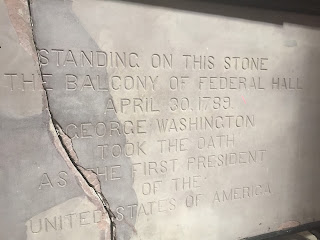 STANDING ON THIS STONE
THE BALCONY OF FEDERAL HALL
APRIL 30, 1789
GEORGE WASHINGTON
TOOK THE OATH
AS THE FIRST PRESIDENT
OF THE
UNITED STATES OF AMERICA